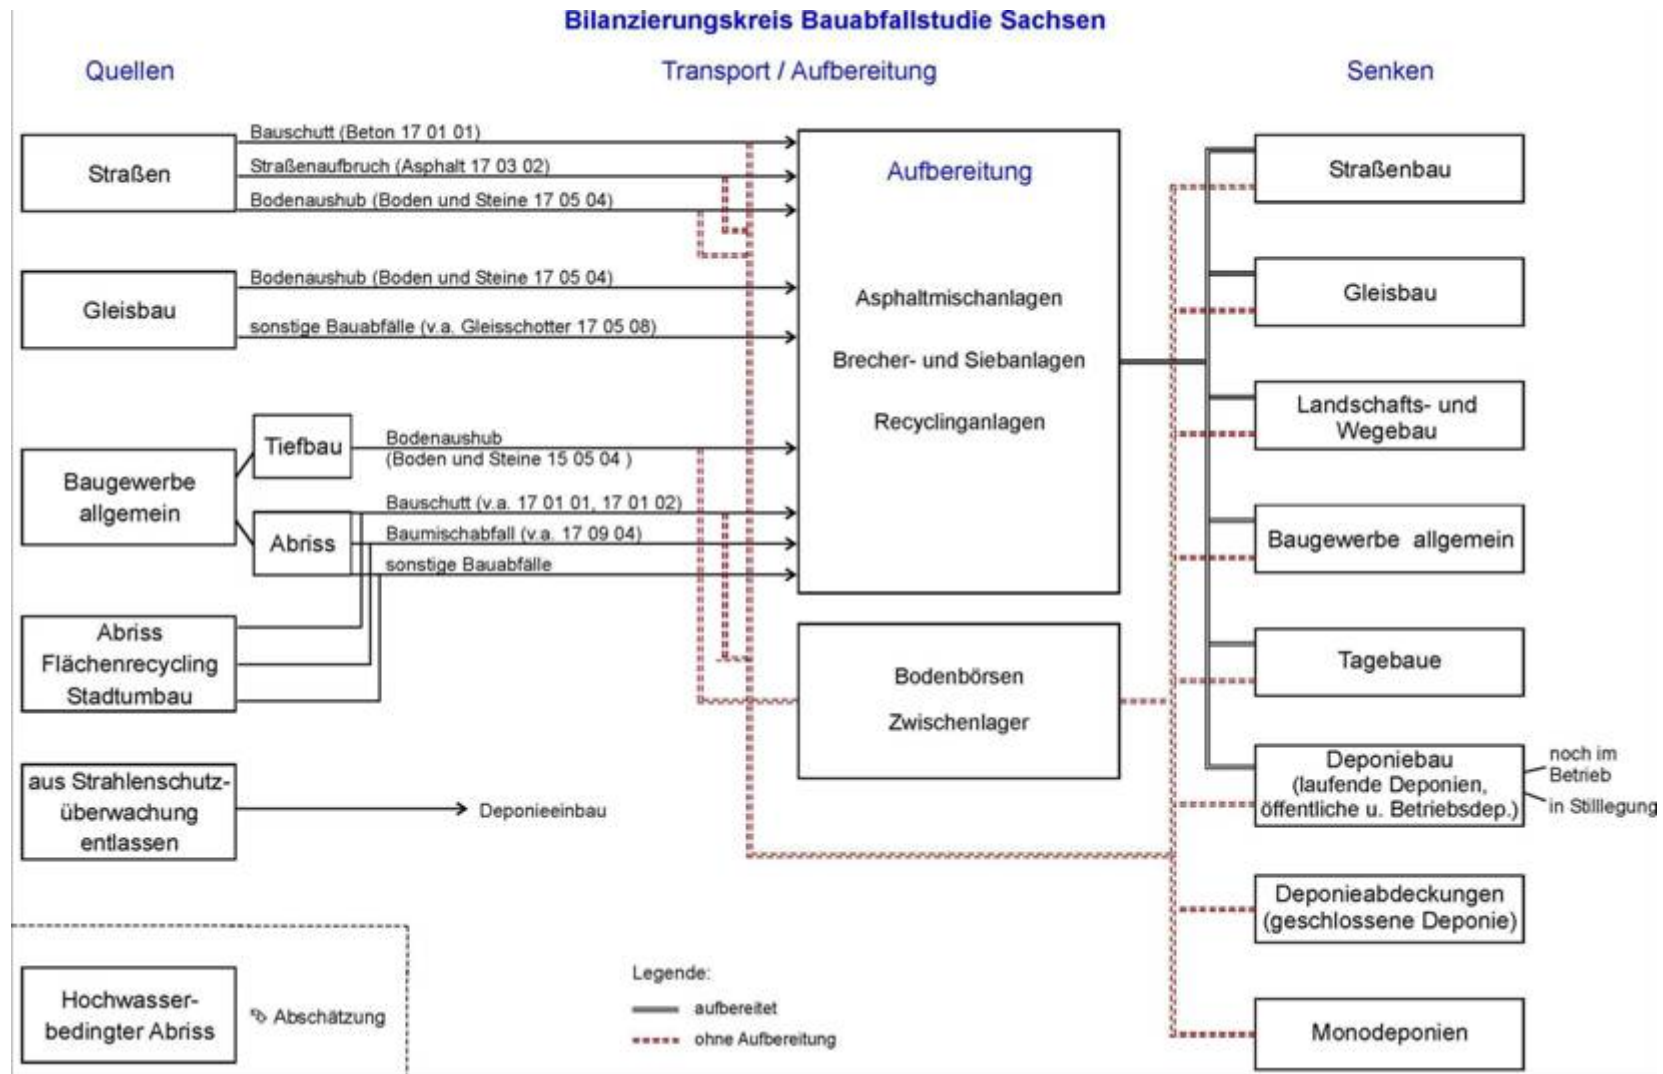 Bilanzierungskreis Bauabfallstudie Sachsen
Quellen
Transport / Aufbereitung
Senken
Straßen
Bauschutt (Beton 17 01 01)
Straßenaufbruch (Asphalt 17 03 02)
Bodenaushub (Boden und Steine 17 05 04)
Gleisbau
Bodenaushub (Boden und Steine 17 05 04)
sonstige Bauabfälle (v.a. Gleisschotter 17 05 08)
Baugewerbe
allgemein
Tiefbau
Bodenaushub
(Boden und Steine 15 05 04 )
Abriss
Bauschutt (v.a. 17 01 01, 17 01 02)
Baumischabfall (v.a. 17 09 04)
sonstige Bauabfälle
Abriss
Flächenrecycling
Stadtumbau
aus Strahlenschutz-
überwachung
entlassen
Deponieeinbau
Hochwasser-
bedingter Abriss
Abschätzung
Aufbereitung
Asphaltmischanlagen
Brecher- und Siebanlagen
Recyclinganlagen
Bodenbörsen
Zwischenlager
Legende:
aufbereitet
ohne Aufbereitung
Straßenbau
Gleisbau
Landschafts- und
Wegebau
Baugewerbe allgemein
Tagebaue
Deponiebau
(laufende Deponien,
öffentliche u. Betriebsdep.)
noch im
Betrieb
in Stilllegung
Deponieabdeckungen
(geschlossene Deponie)
Monodeponien